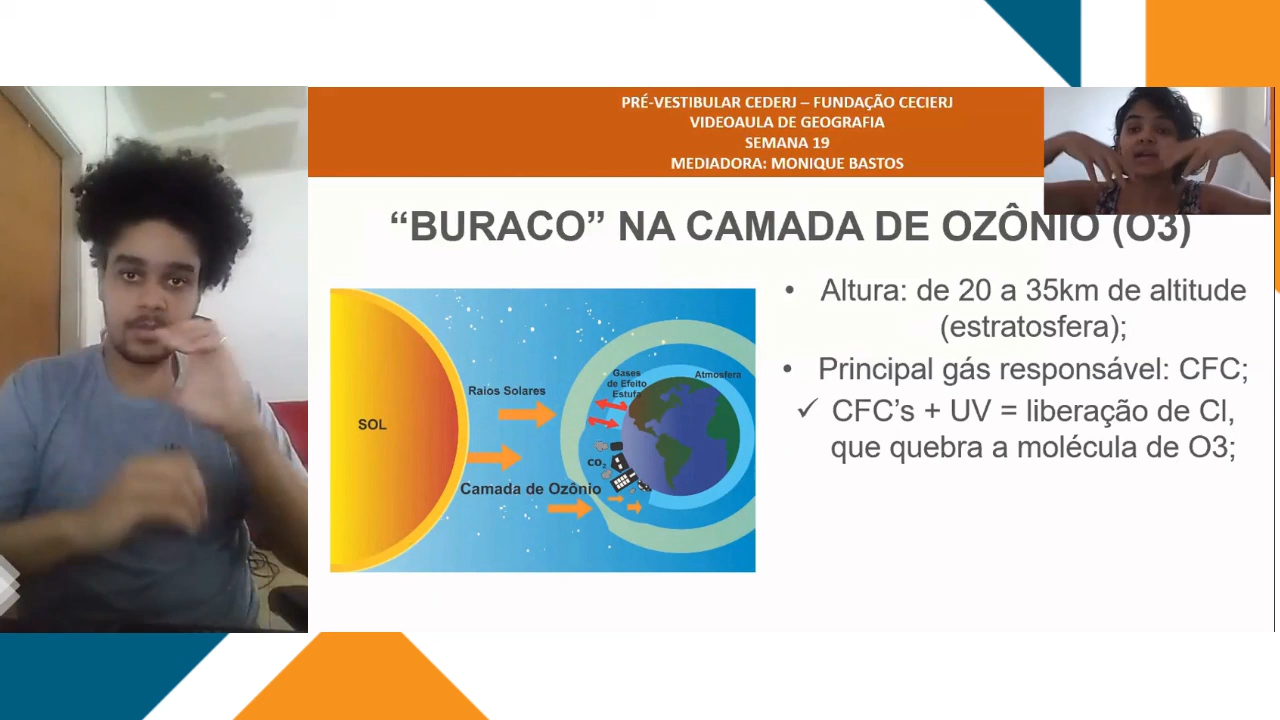 PRÉ-VESTIBULAR CEDERJ – FUNDAÇÃO CECIERJ
VIDEOAULA DE GEOGRAFIA
SEMANA 19
MEDIADORA: MONIQUE BASTOS
“BURACO” NA CAMADA DE OZÔNIO (O3)
• Altura: de 20 a 35km de altitude
(estratosfera);
• Principal gás responsável: CFC;
✓ CFC’s + UV = liberação de Cl,
que quebra a molécula de O3;
SOL
Raios Solares
Gases
de Efeito
Estufa
Atmosfera
CO₂
Camada de Ozônio